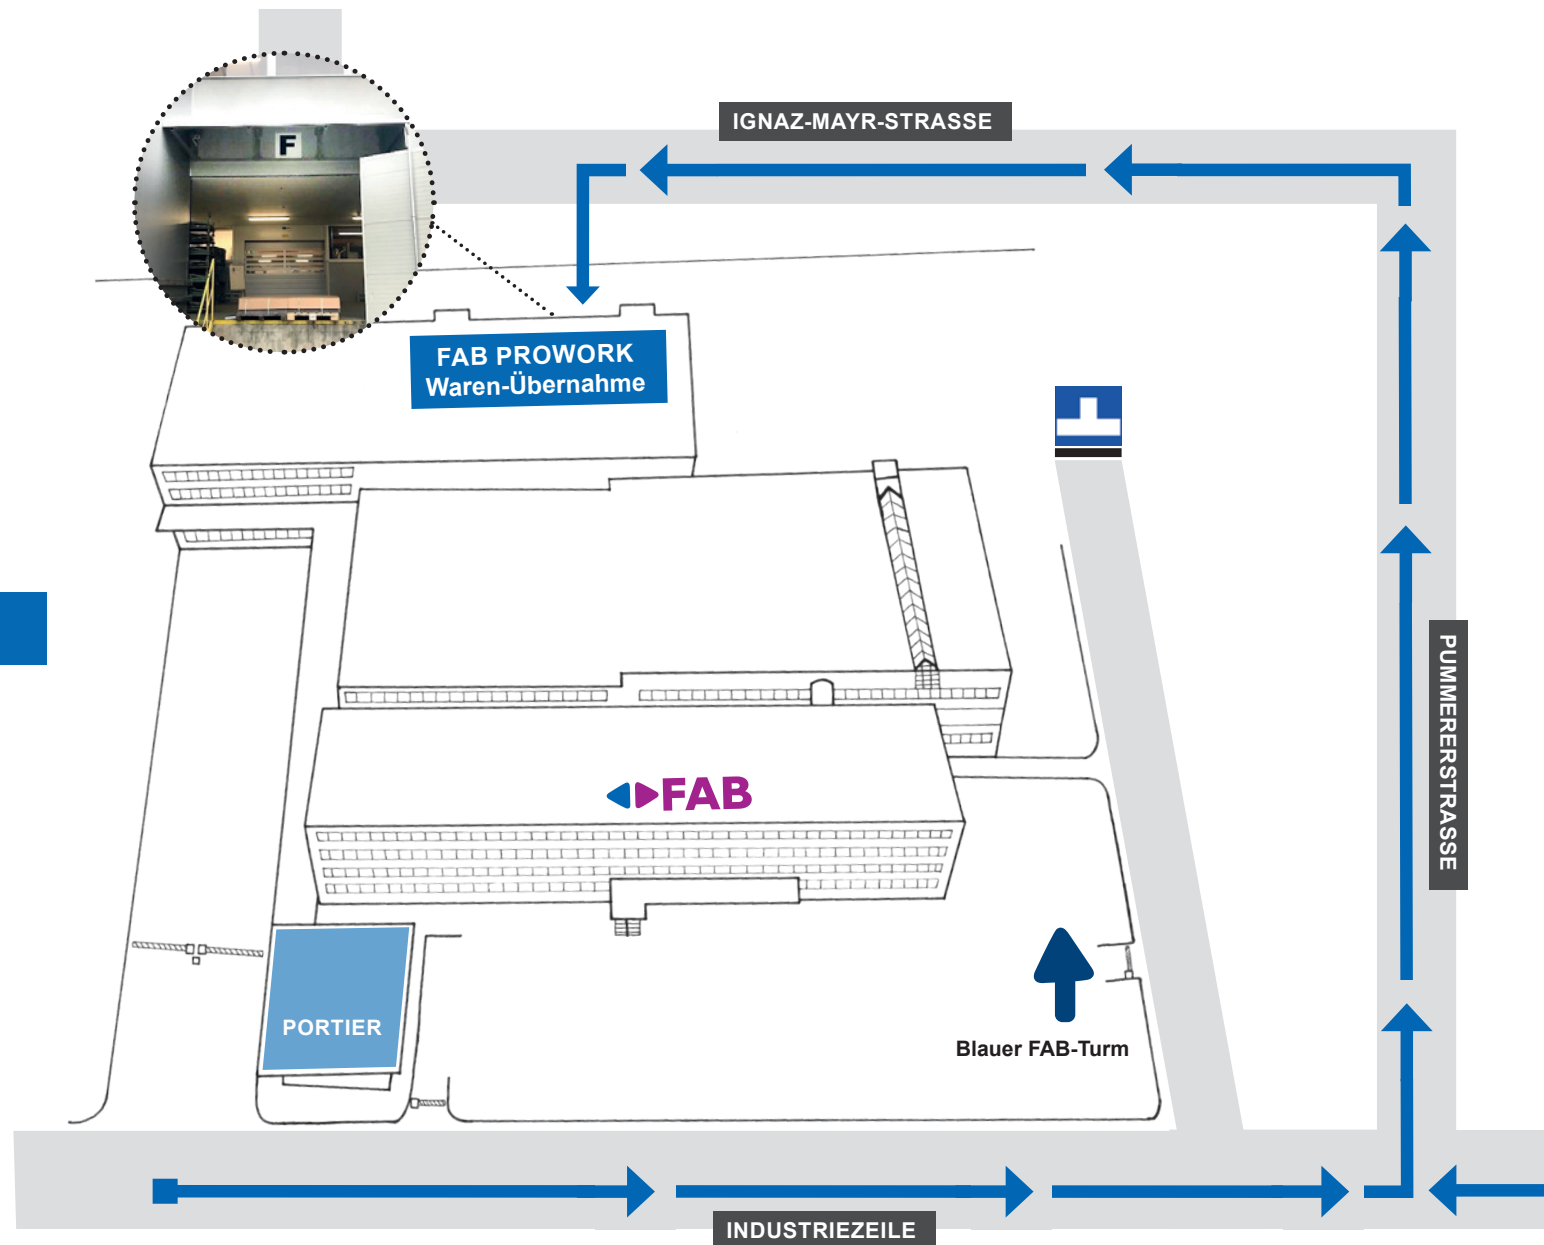 F
IGNAZ-MAYR-STRASSE
FAB PROWORK
Waren-Übernahme
PUMMERERSTRASSE
FAB
PORTIER
Blauer FAB-Turm
INDUSTRIEZEILE